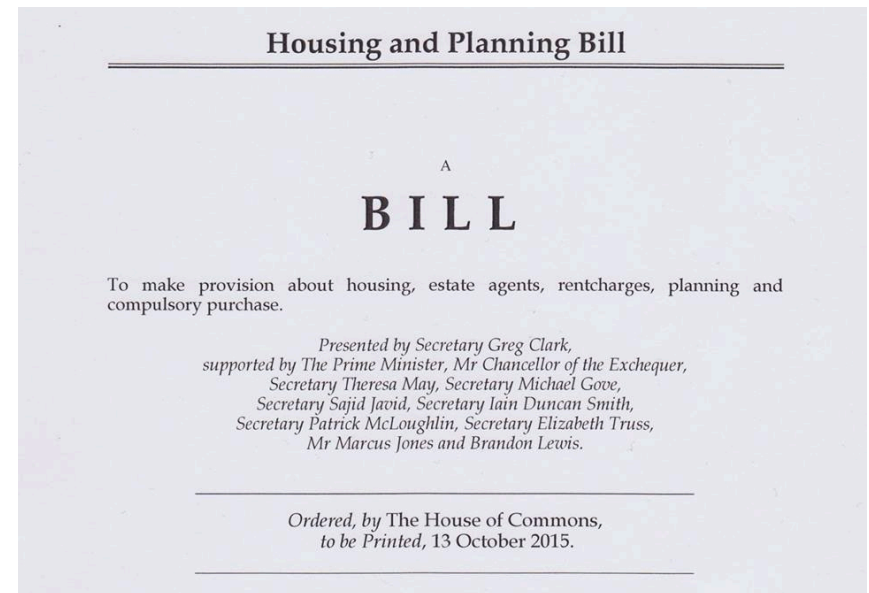 Housing and Planning Bill
A
BILL
To make provision about housing, estate agents, rentcharges, planning and
compulsory purchase.
Presented by Secretary Greg Clark,
supported by The Prime Minister, Mr Chancellor of the Exchequer,
Secretary Theresa May, Secretary Michael Gove,
Secretary Sajid Javid, Secretary Iain Duncan Smith,
Secretary Patrick McLoughlin, Secretary Elizabeth Truss,
Mr Marcus Jones and Brandon Lewis.
Ordered, by The House of Commons,
to be Printed, 13 October 2015.